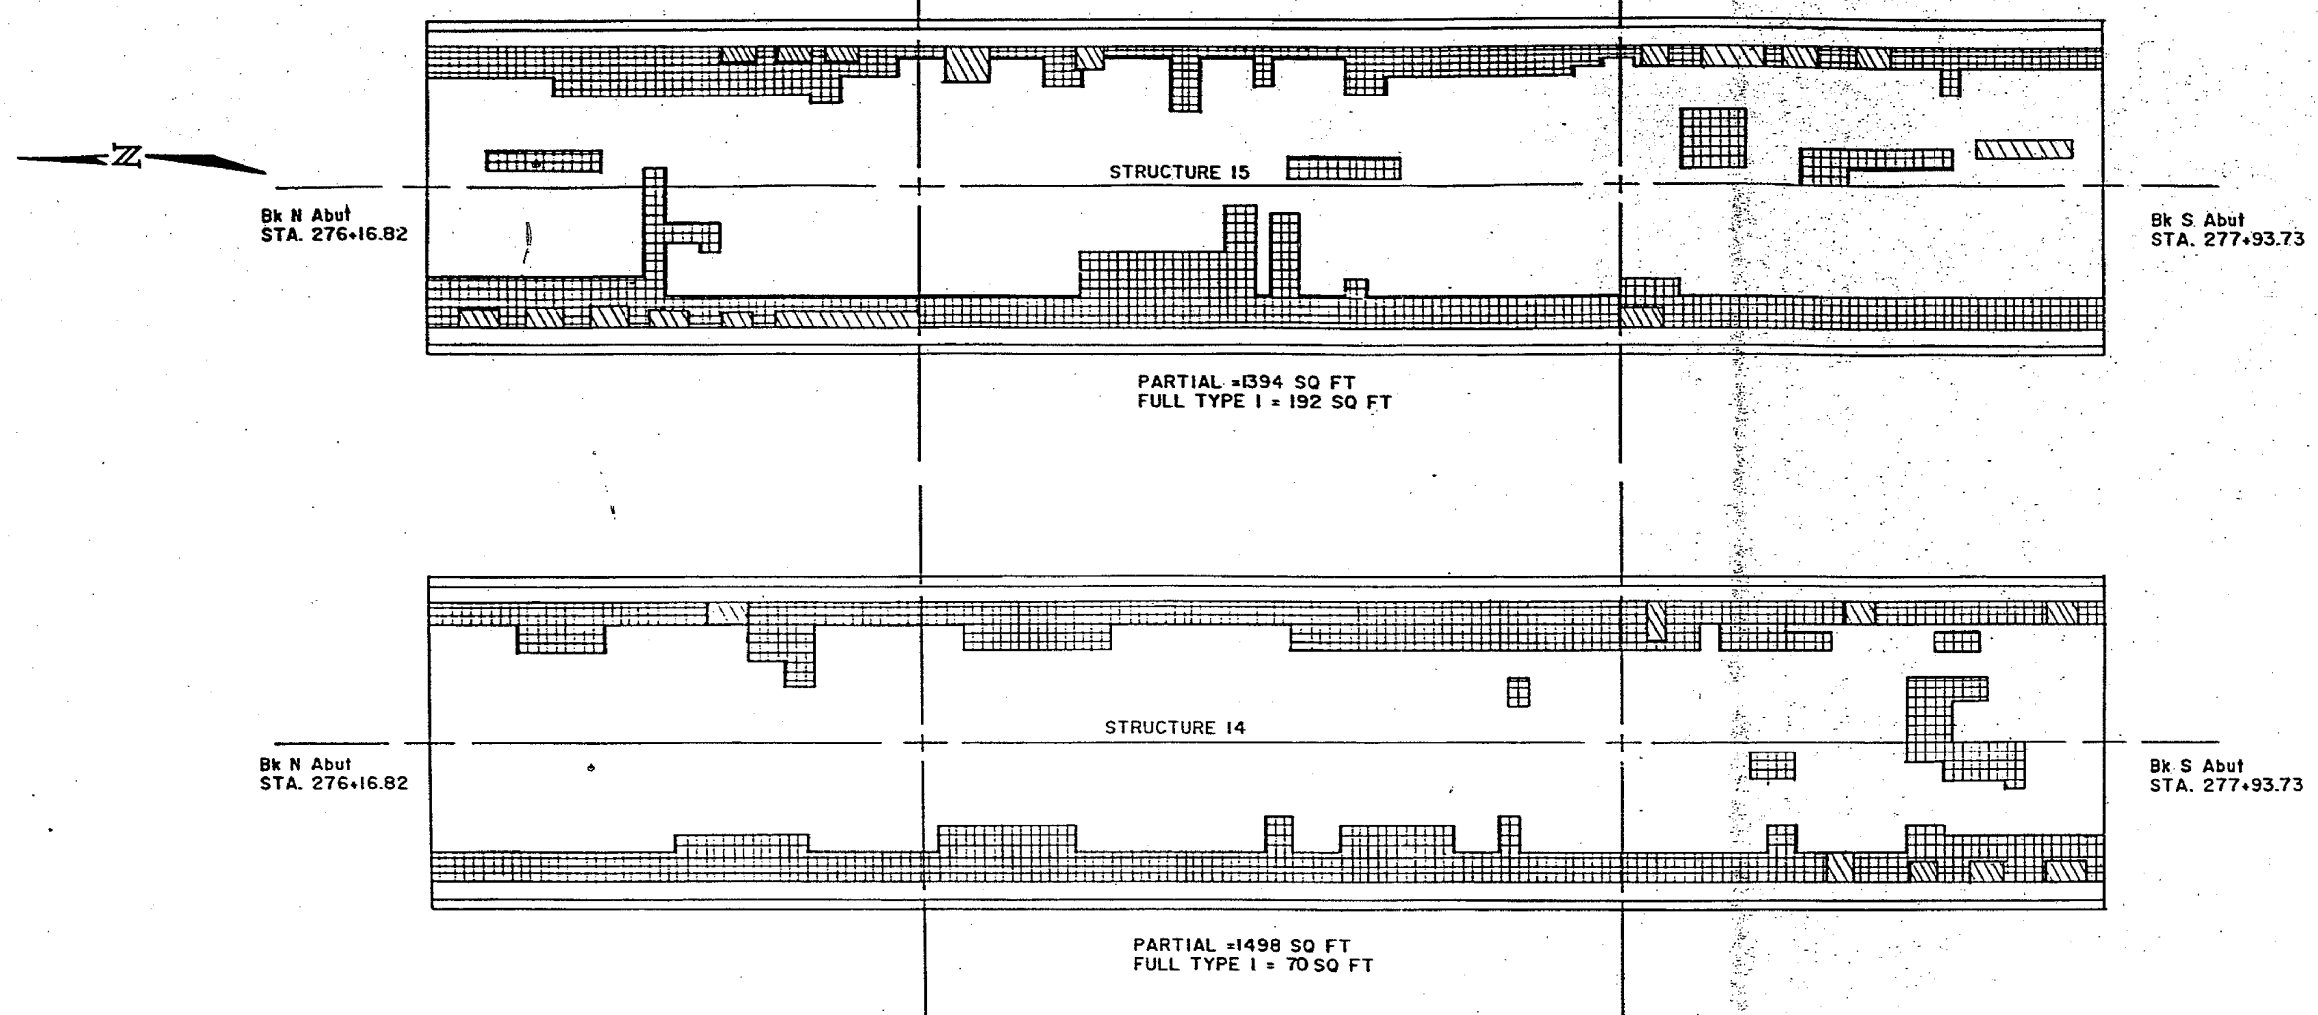 STRUCTURE 15
N
Bk N Abut
STA. 276+16.82
Bk S Abut
STA. 277+93.73
PARTIAL =1394 SQ FT
FULL TYPE I = 192 SQ FT
STRUCTURE 14
Bk N Abut
STA. 276+16.82
Bk S Abut
STA. 277+93.73
PARTIAL =1498 SQ FT
FULL TYPE I = 70 SQ FT